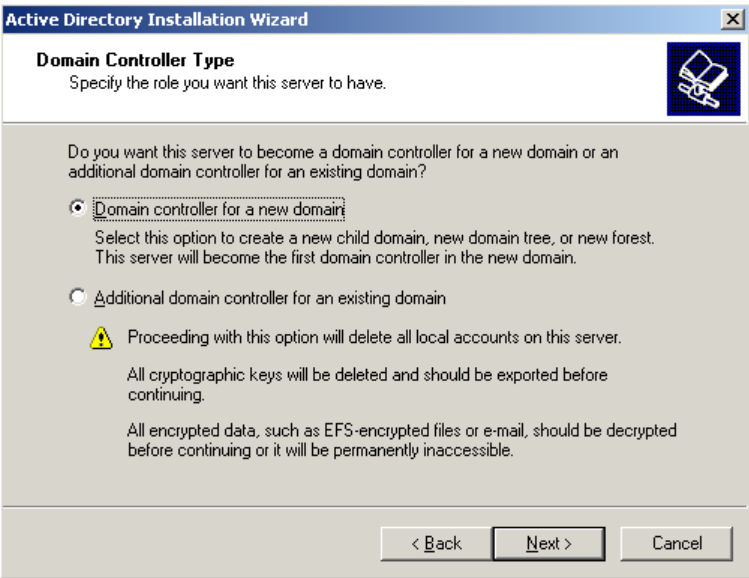 Active Directory Installation Wizard
Domain Controller Type
Specify the role you want this server to have.
Do you want this server to become a domain controller for a new domain or an
additional domain controller for an existing domain?
Domain controller for a new domain
Select this option to create a new child domain, new domain tree, or new forest.
This server will become the first domain controller in the new domain.
Additional domain controller for an existing domain
Proceeding with this option will delete all local accounts on this server.
All cryptographic keys will be deleted and should be exported before
continuing.
All encrypted data, such as EFS-encrypted files or e-mail, should be decrypted
before continuing or it will be permanently inaccessible.
< Back Next > Cancel